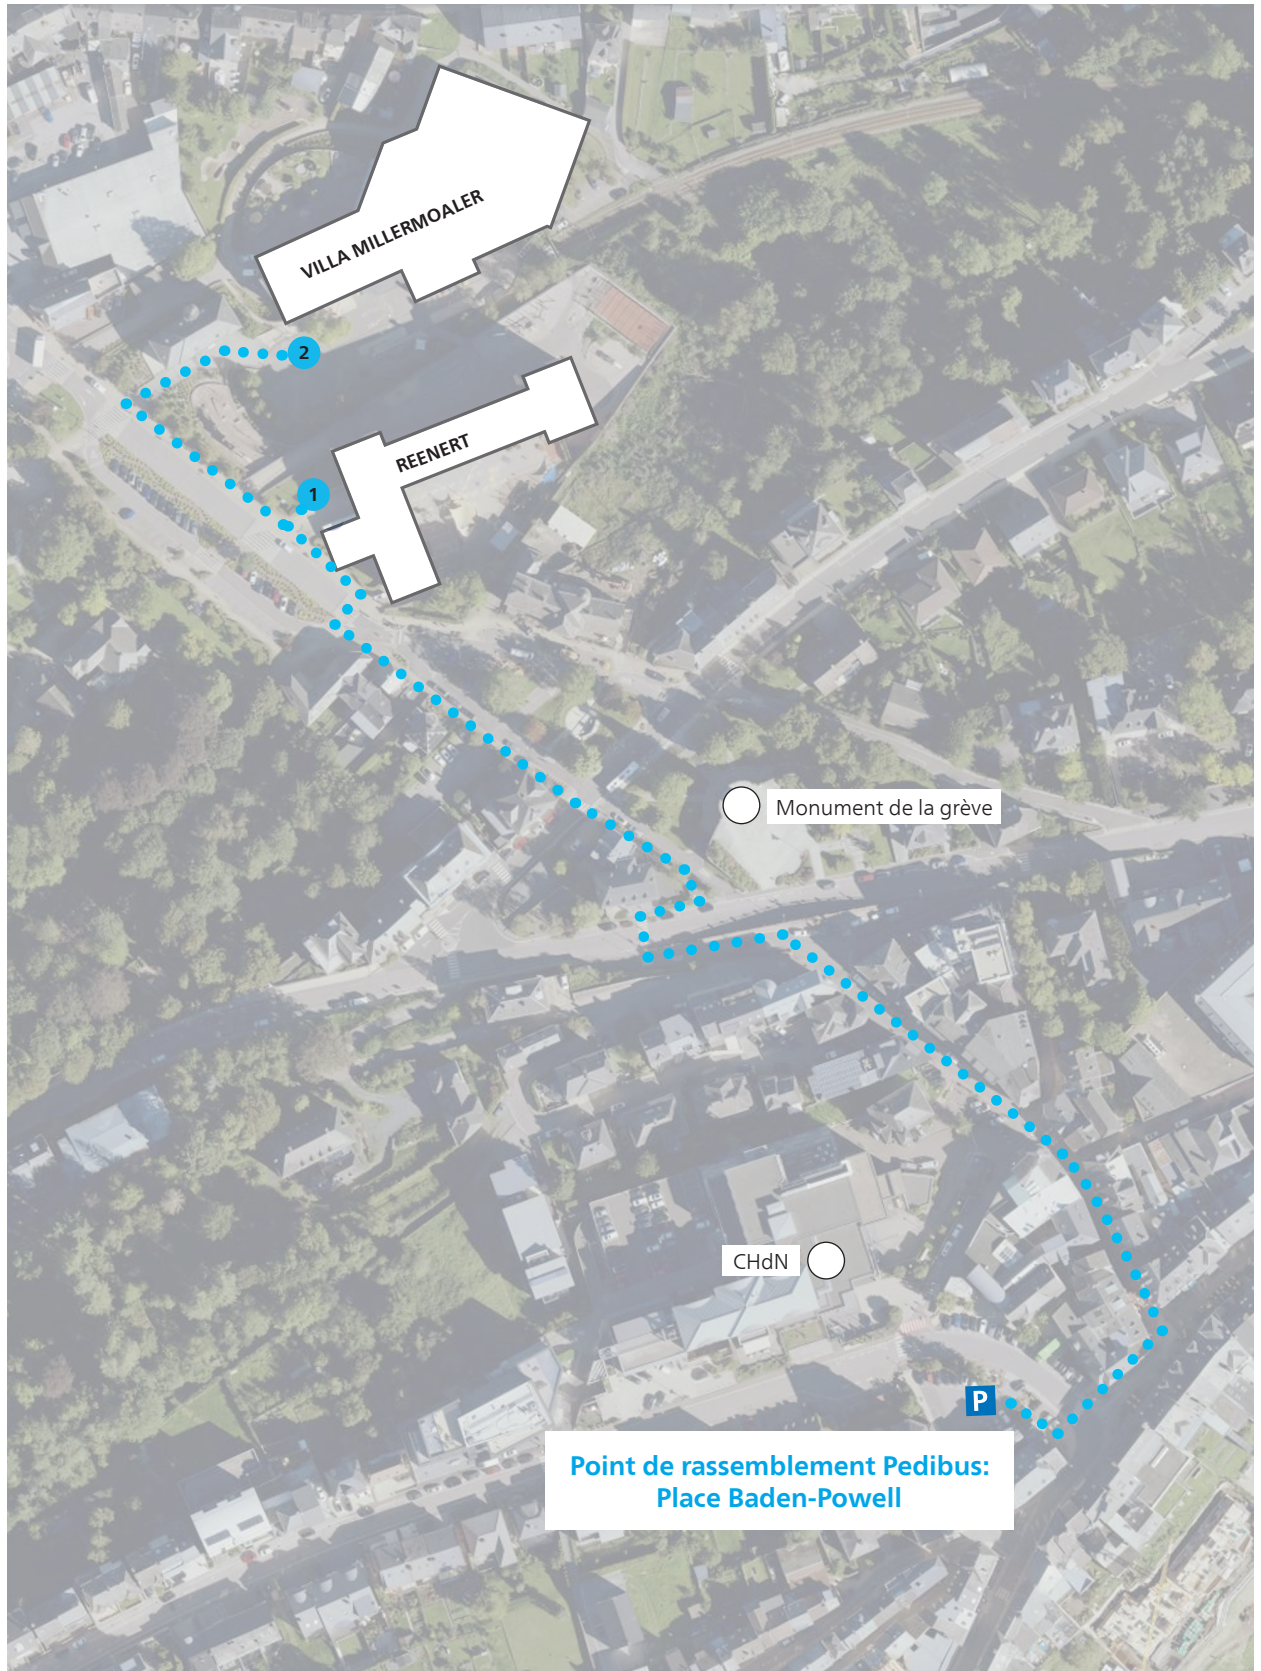 VILLA MILLERMOALER
2
REENERT
1
Monument de la grève
CHdN
P
Point de rassemblement Pedibus:
Place Baden-Powell